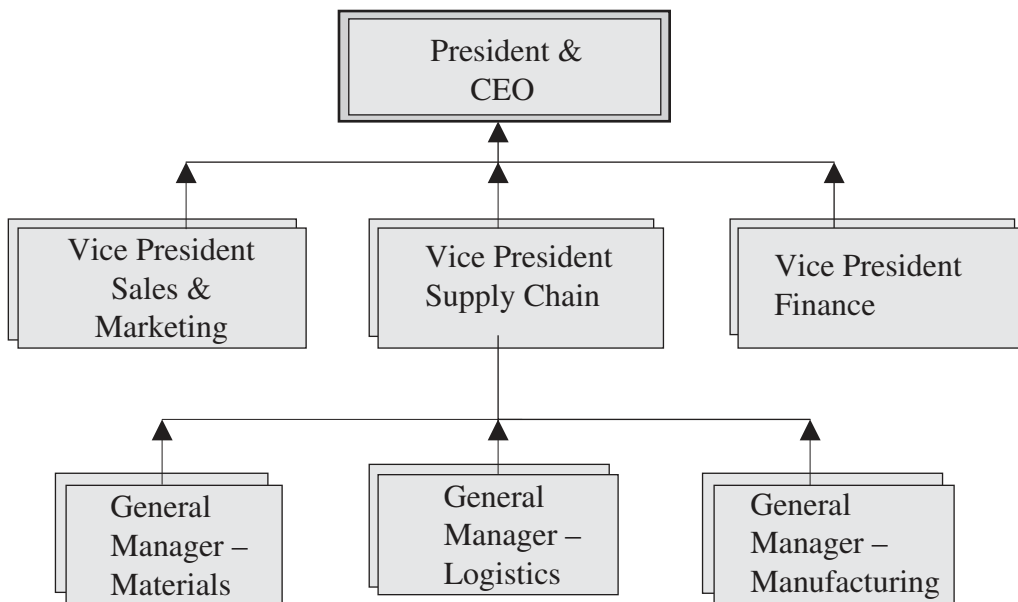 President &
CEO
Vice President
Sales &
Marketing
Vice President
Supply Chain
Vice President
Finance
General
Manager –
Materials
General
Manager –
Logistics
General
Manager –
Manufacturing